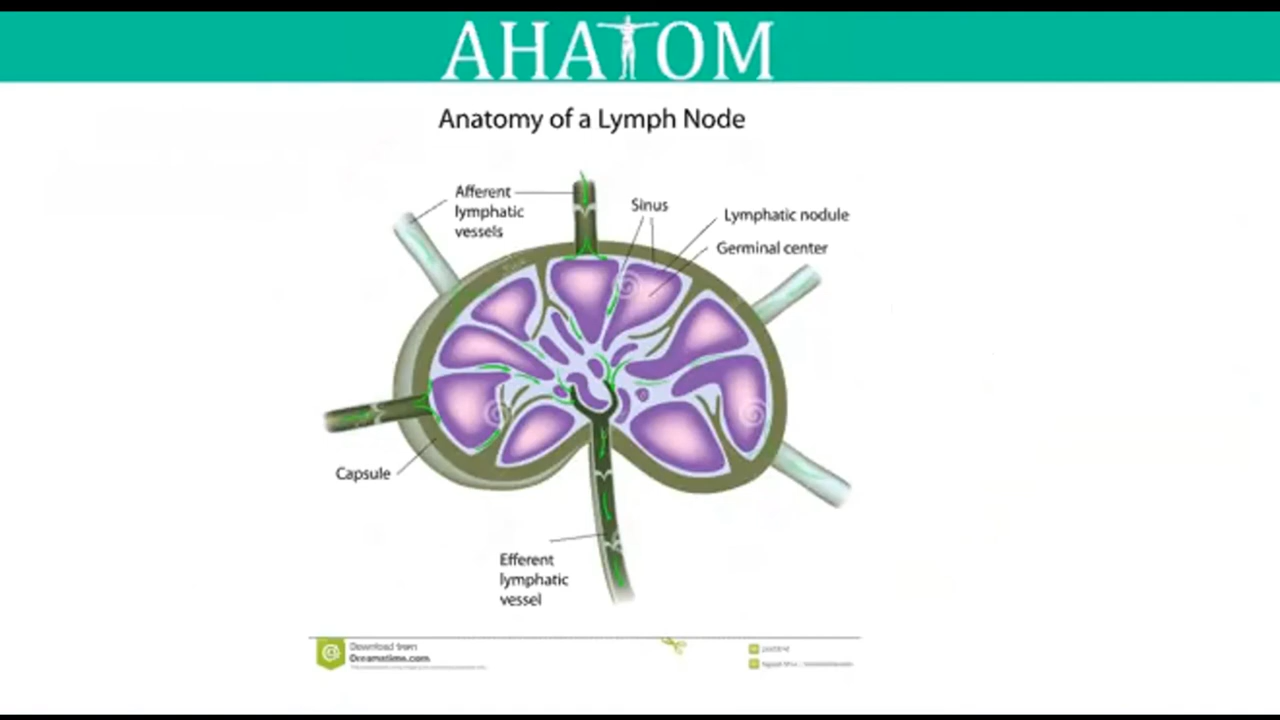 AHATOM
Anatomy of a Lymph Node
Afferent
lymphatic
vessels
Sinus
Lymphatic nodule
Germinal center
Capsule
Efferent
lymphatic
vessel
Download from
Dreamstime.com